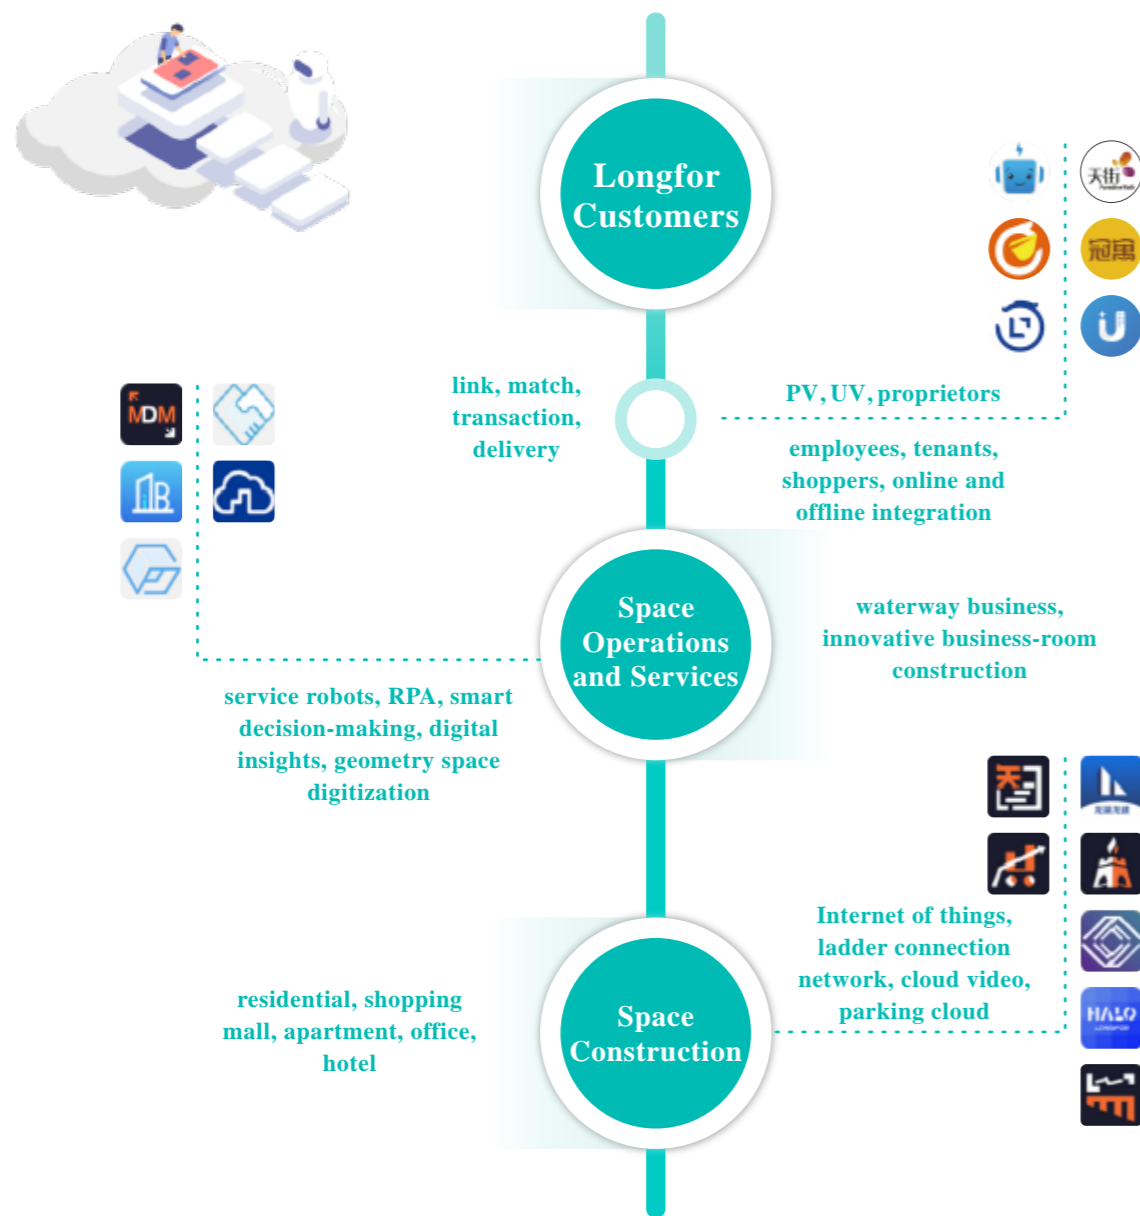 Longfor
Customers
天街
冠寓
link, match,
transaction,
delivery
PV, UV, proprietors
employees, tenants,
shoppers, online and
offline integration
MDM
Space
Operations
and Services
waterway business,
innovative business-room
construction
service robots, RPA, smart
decision-making, digital
insights, geometry space
digitization
Internet of things,
ladder connection
network, cloud video,
parking cloud
residential, shopping
mall, apartment, office,
hotel
Space
Construction
HALO
LONGFOR